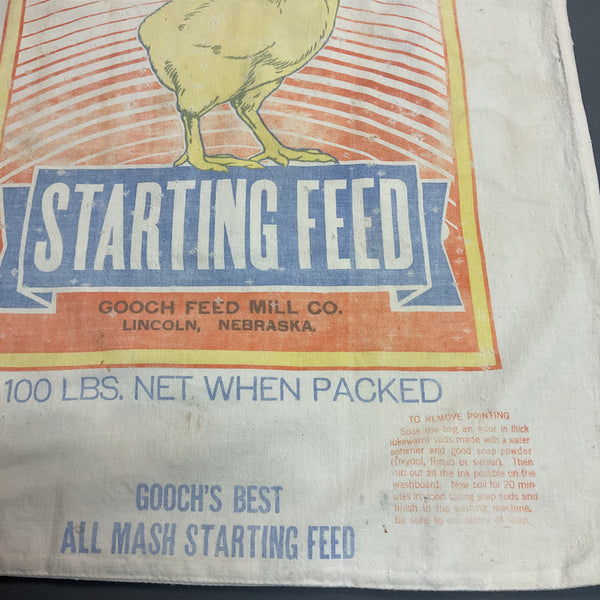 STARTING FEED
GOOCH FEED MILL CO.
LINCOLN, NEBRASKA.
100 LBS. NET WHEN PACKED
TO REMOVE PRINTING
Soak the bag an hour in thick
lukewarm suds made with a water
softener and good soap powder
(Oxydol, Rinso or similar). Then
rub out all the ink possible on the
washboard. Now boil for 20 min-
utes in good strong soap suds and
finish in the washing machine.
Be sure to use plenty of soap.
GOOCH'S BEST
ALL MASH STARTING FEED